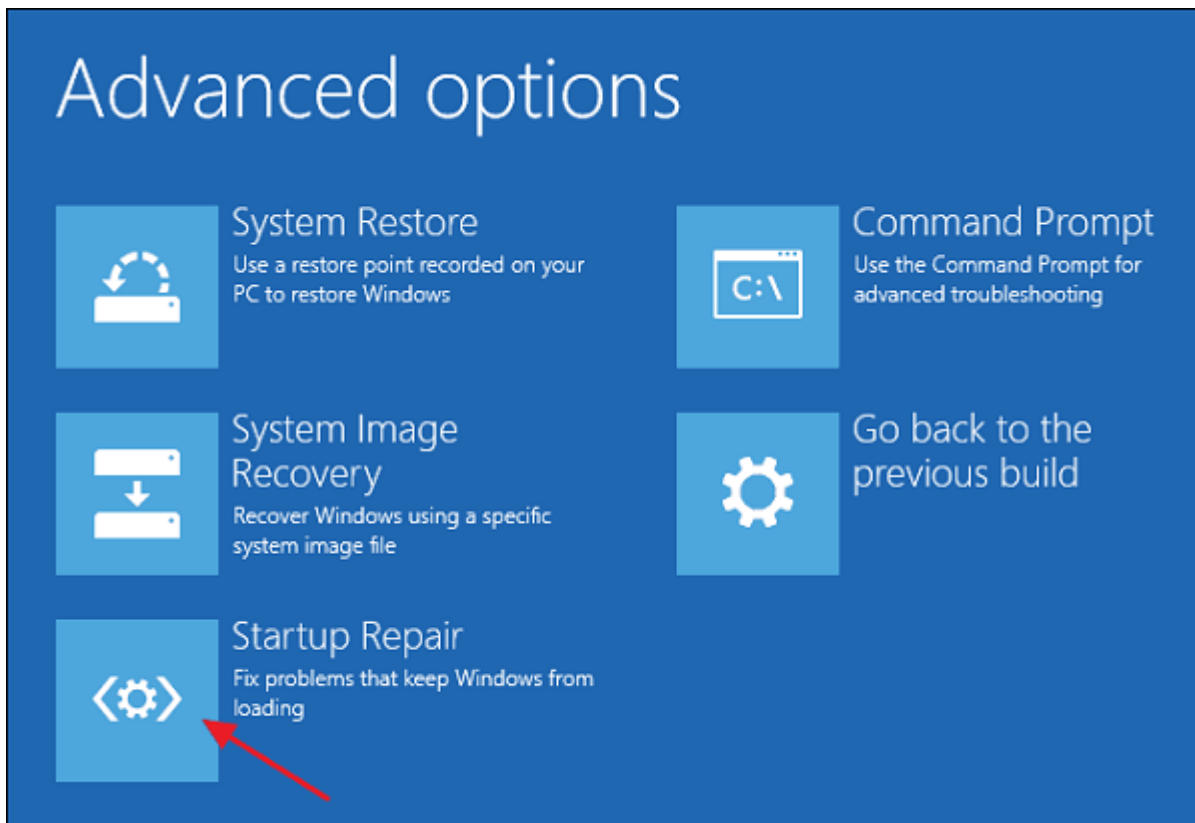 Advanced options
System Restore
Use a restore point recorded on your
PC to restore Windows
System Image
Recovery
Recover Windows using a specific
system image file
Startup Repair
Fix problems that keep Windows from
loading
C:\
Command Prompt
Use the Command Prompt for
advanced troubleshooting
Go back to the
previous build